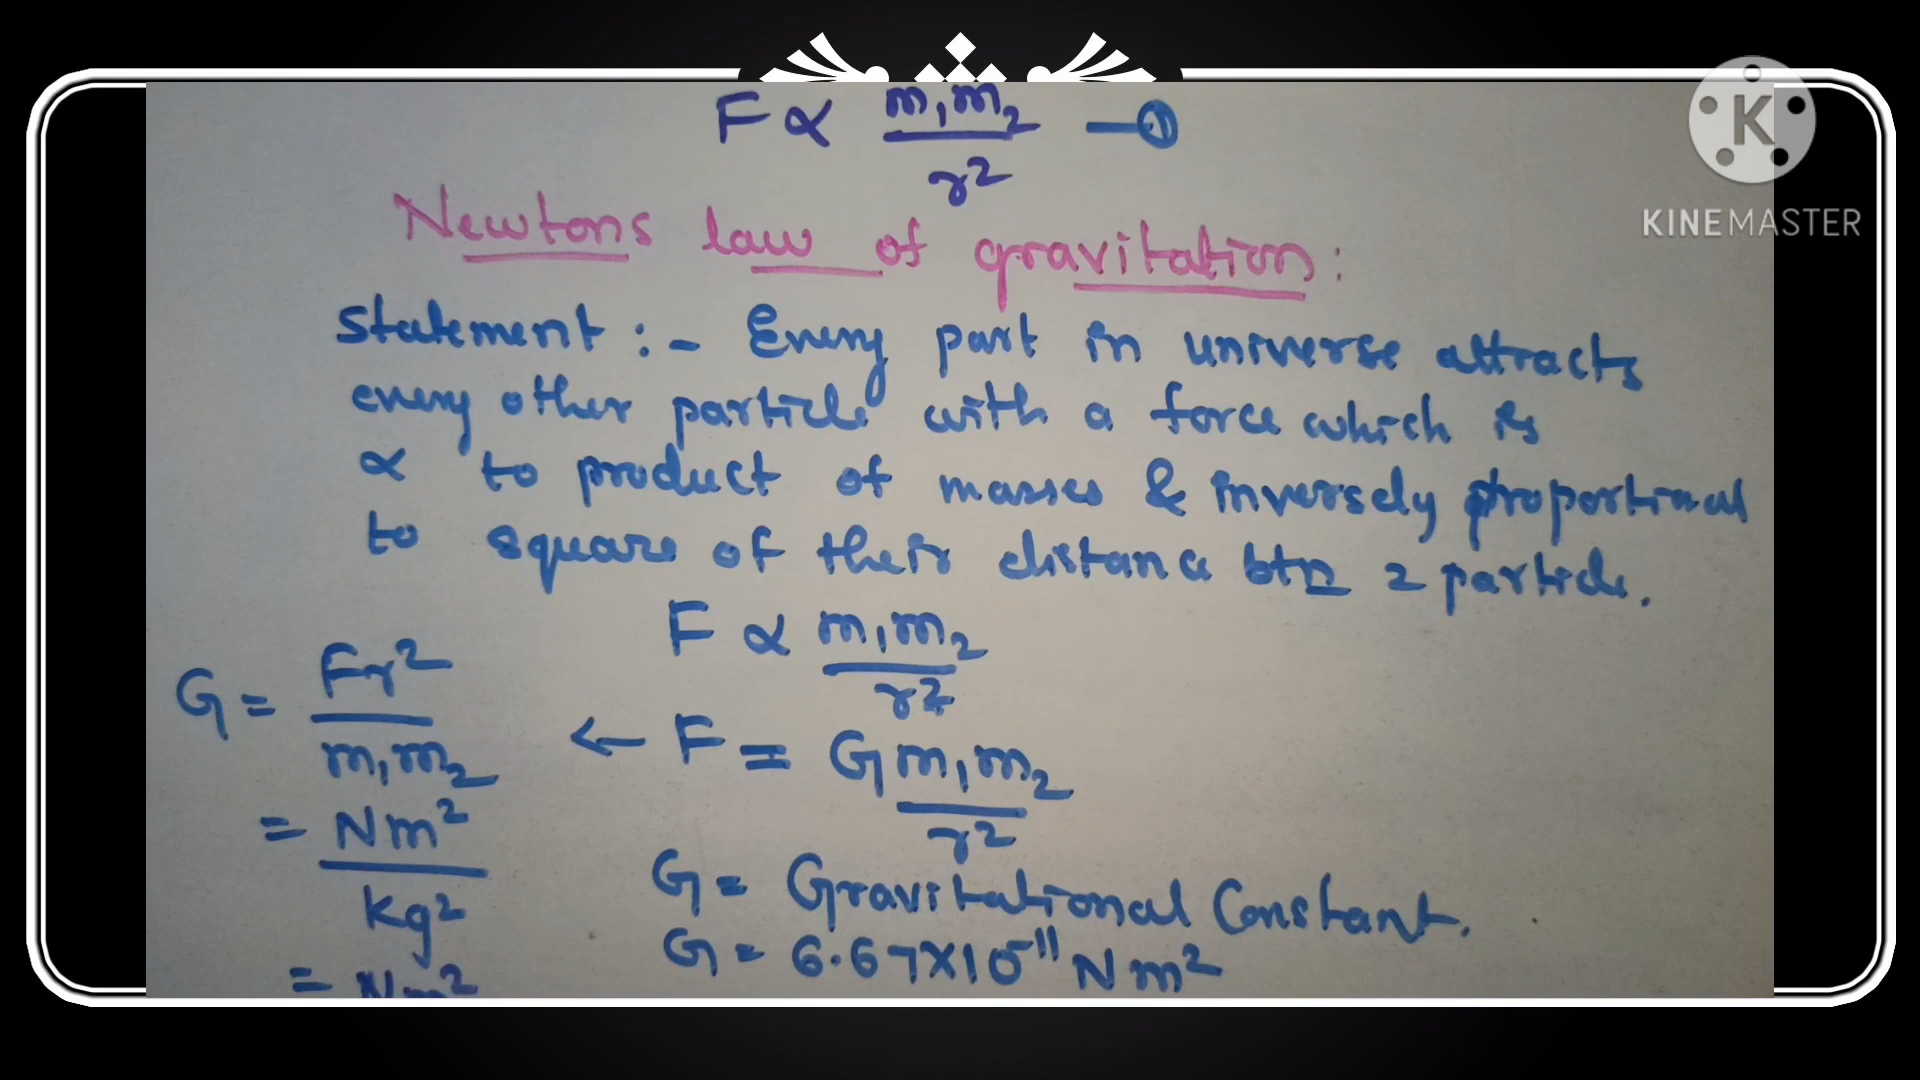 F ∝ m₁m₂ / r² —①
Newtons law of gravitation:
Statement :- Every part in universe attracts
every other particle with a force which is
∝ to product of masses & inversely proportional
to square of their distance btn 2 particle.
F ∝ m₁m₂ / r²
G = Fr² / m₁m₂ ← F = Gm₁m₂ / r²
= Nm² / kg²
G = Gravitational Constant.
G = 6.67×10⁻¹¹ Nm²
= Nm²
K
KINEMASTER